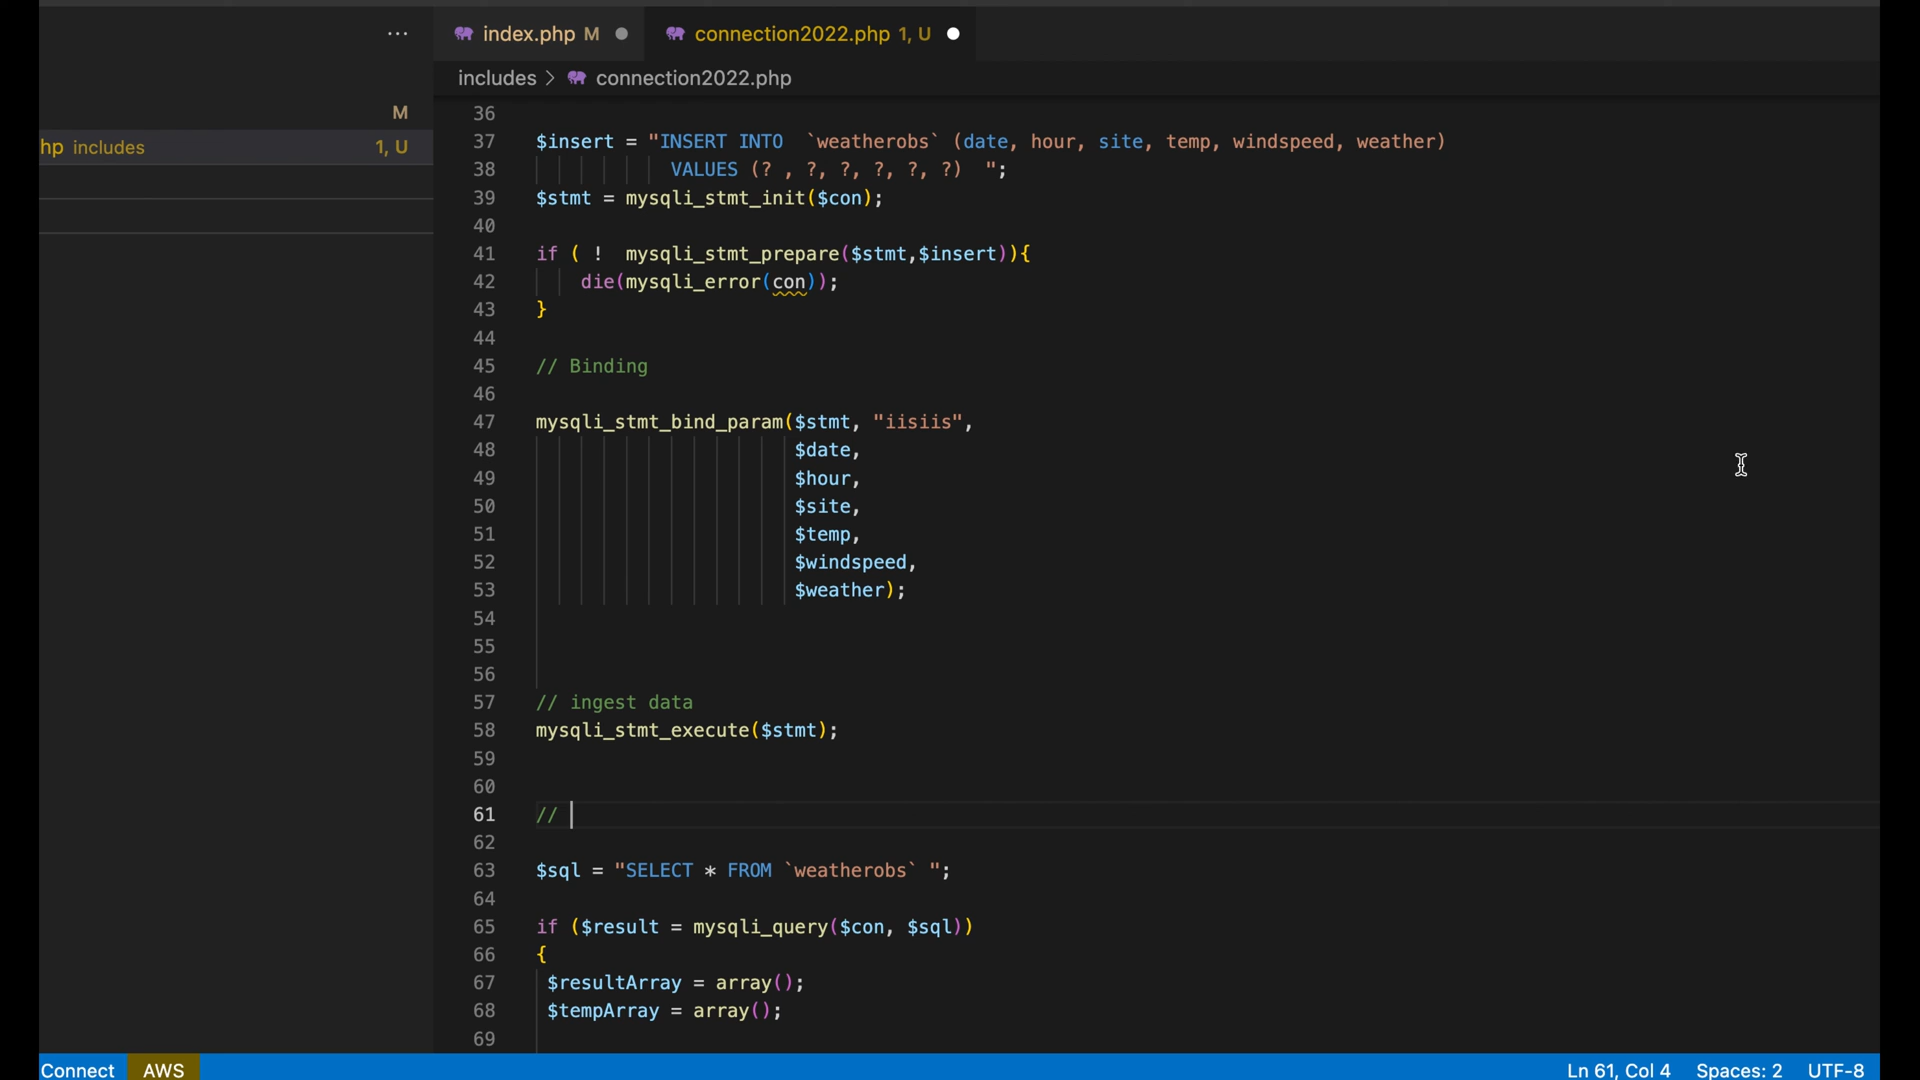 ... index.php M connection2022.php 1, U
includes > connection2022.php
M
hp includes 1, U
36
37 $insert = "INSERT INTO  `weatherobs` (date, hour, site, temp, windspeed, weather)
38 VALUES (? , ?, ?, ?, ?, ?)  ";
39 $stmt = mysqli_stmt_init($con);
40
41 if ( !  mysqli_stmt_prepare($stmt,$insert)){
42 die(mysqli_error(con));
43 }
44
45 // Binding
46
47 mysqli_stmt_bind_param($stmt, "iisiis",
48 $date,
49 $hour,
50 $site,
51 $temp,
52 $windspeed,
53 $weather);
54
55
56
57 // ingest data
58 mysqli_stmt_execute($stmt);
59
60
61 //
62
63 $sql = "SELECT * FROM `weatherobs` ";
64
65 if ($result = mysqli_query($con, $sql))
66 {
67 $resultArray = array();
68 $tempArray = array();
69
Connect AWS Ln 61, Col 4 Spaces: 2 UTF-8